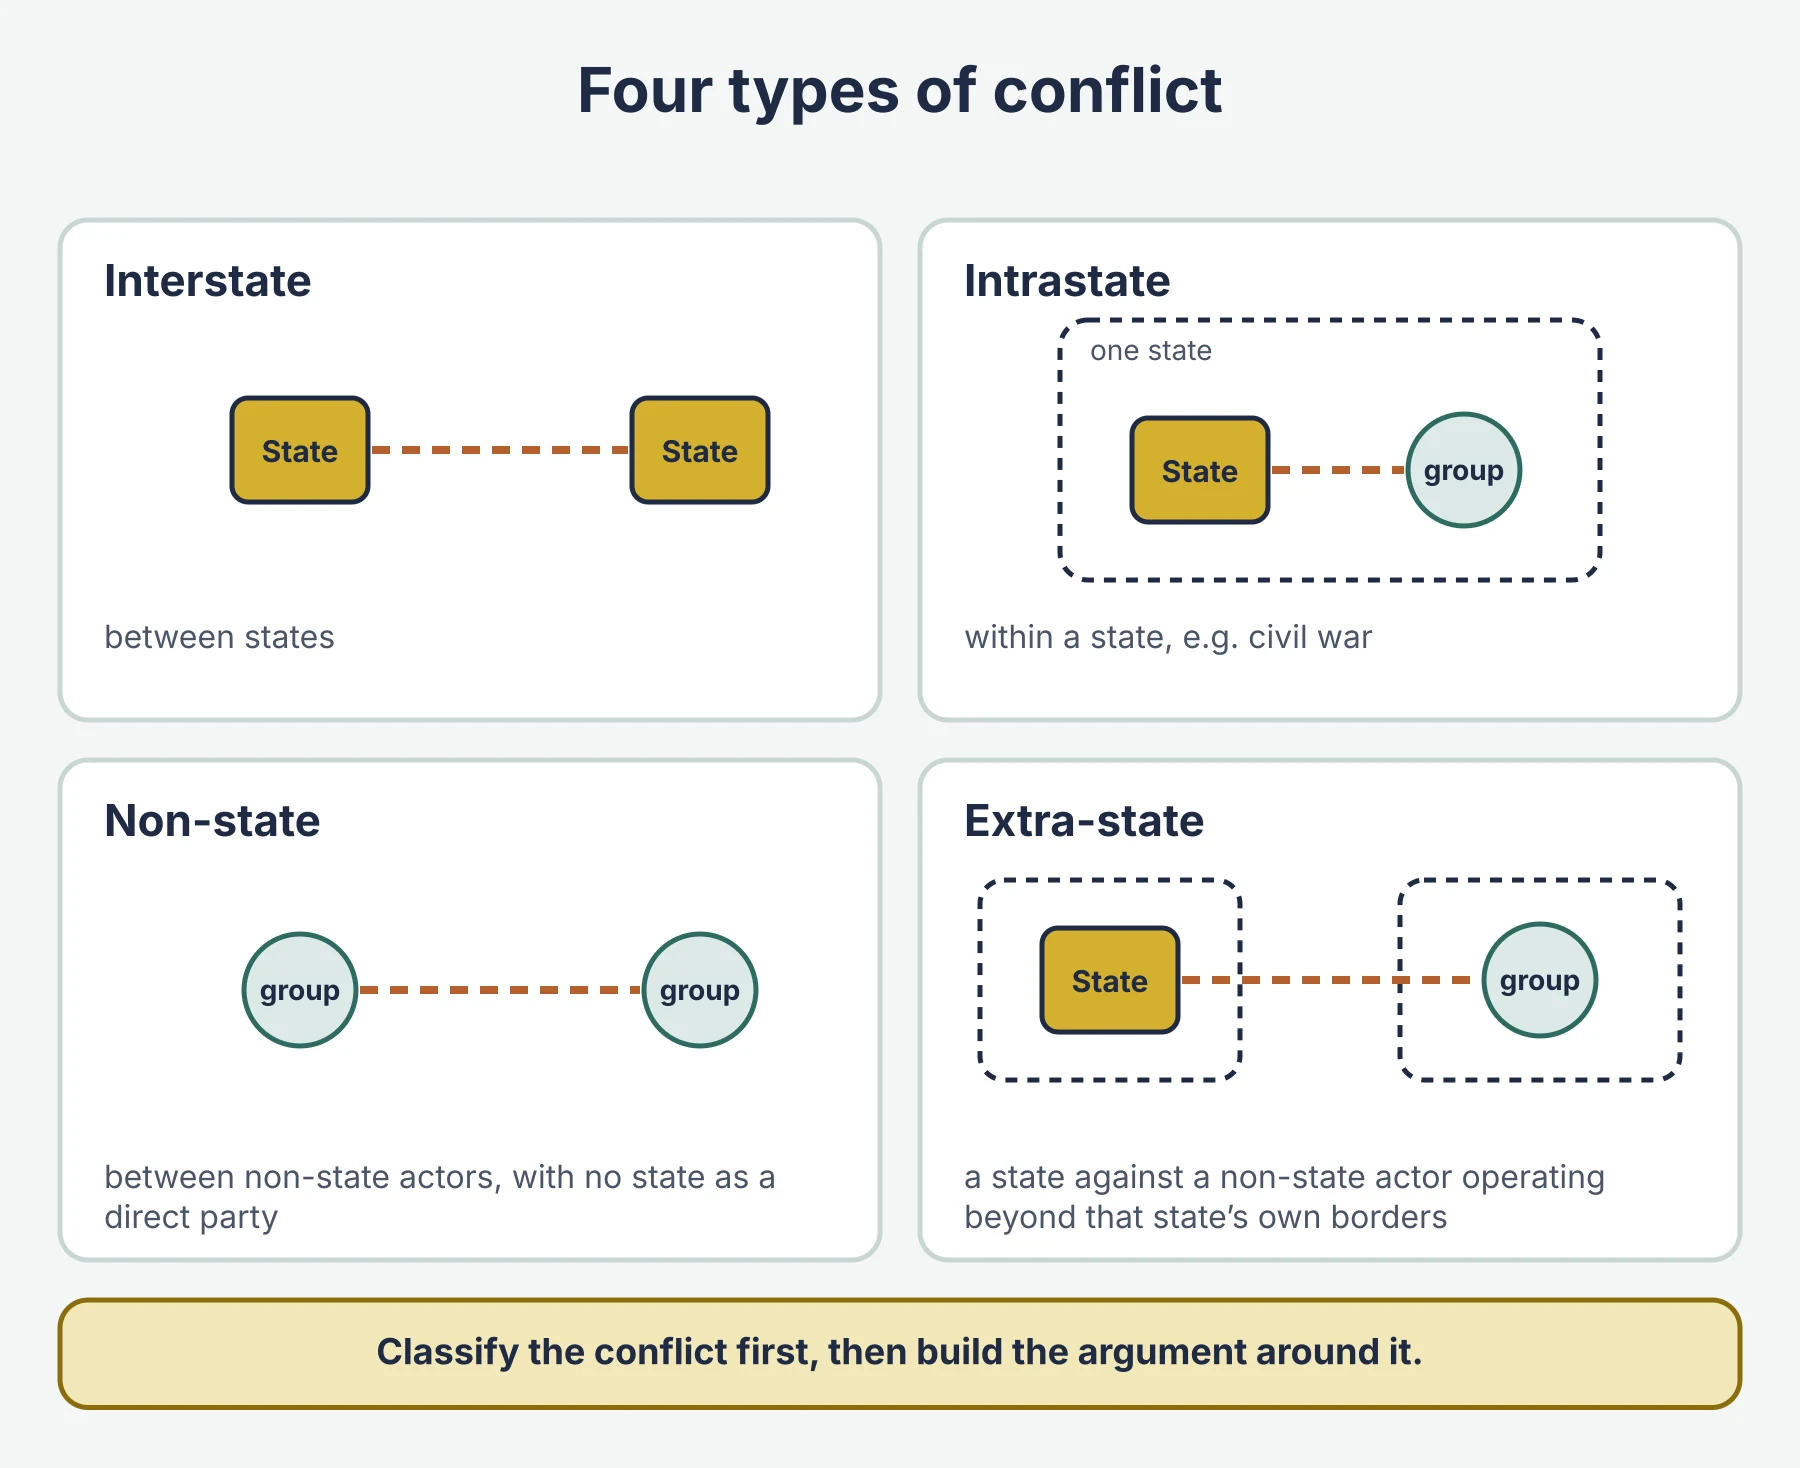 Four types of conflict
Interstate
State
State
between states
Intrastate
one state
State
group
within a state, e.g. civil war
Non-state
group
group
between non-state actors, with no state as a
direct party
Extra-state
State
group
a state against a non-state actor operating
beyond that state’s own borders
Classify the conflict first, then build the argument around it.